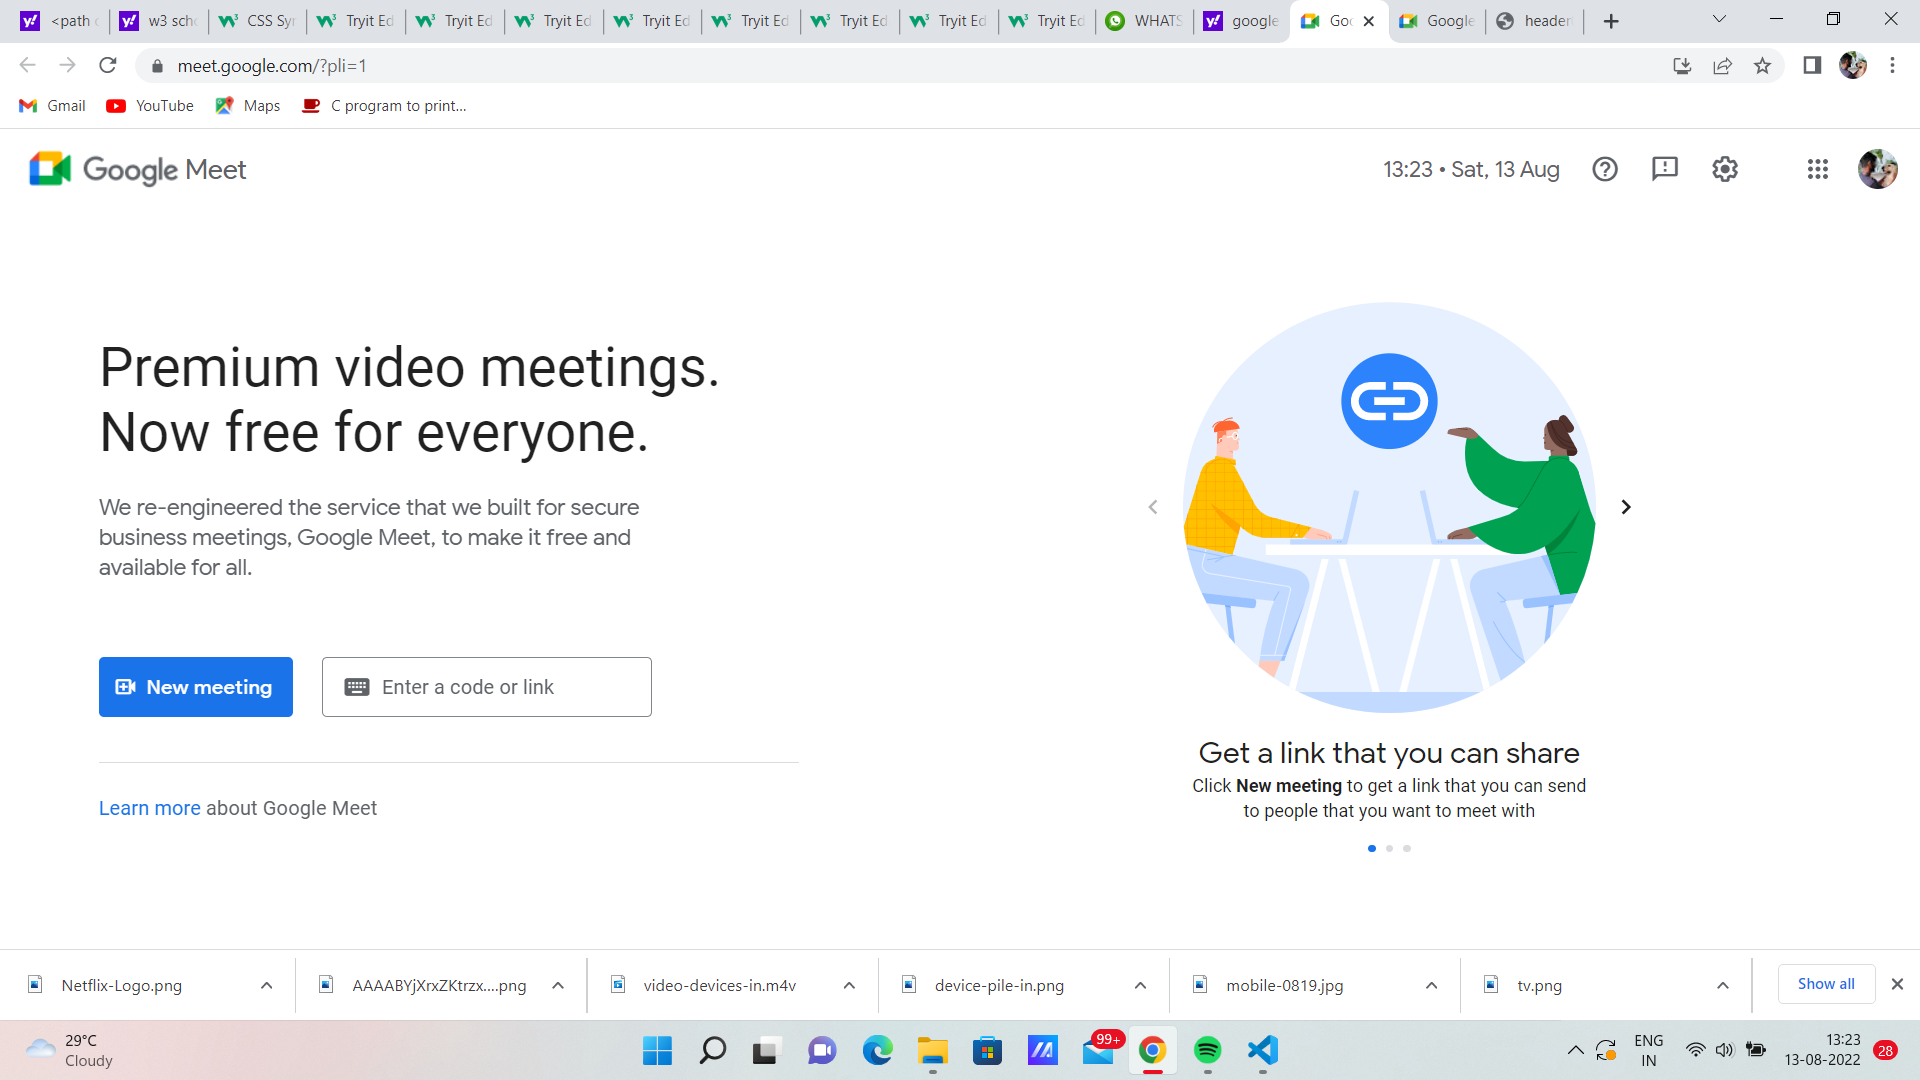 <path
w3 sch
CSS Syn
Tryit Ed
Tryit Ed
Tryit Ed
Tryit Ed
Tryit Ed
Tryit Ed
Tryit Ed
Tryit Ed
WHATS
google
Goo
Google
header
meet.google.com/?pli=1
Gmail
YouTube
Maps
C program to print...
Google Meet
13:23 • Sat, 13 Aug
Premium video meetings.
Now free for everyone.
We re-engineered the service that we built for secure
business meetings, Google Meet, to make it free and
available for all.
New meeting
Enter a code or link
Learn more about Google Meet
Get a link that you can share
Click New meeting to get a link that you can send
to people that you want to meet with
Netflix-Logo.png
AAAABYjXrxZKtrzx....png
video-devices-in.m4v
device-pile-in.png
mobile-0819.jpg
tv.png
Show all
29°C
Cloudy
99+
ENG
IN
13:23
13-08-2022
28